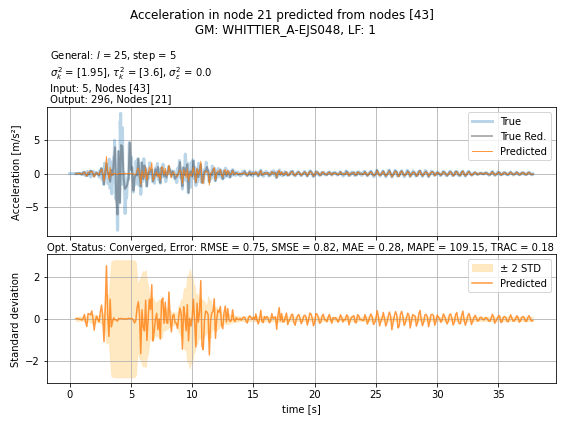 Acceleration in node 21 predicted from nodes [43]
GM: WHITTIER_A-EJS048, LF: 1
General: l = 25, step = 5
σ²ₖ = [1.95], τ²ₖ = [3.6], σ²ε = 0.0
Input: 5, Nodes [43]
Output: 296, Nodes [21]
Acceleration [m/s²]
5
0
−5
True
True Red.
Predicted
Opt. Status: Converged, Error: RMSE = 0.75, SMSE = 0.82, MAE = 0.28, MAPE = 109.15, TRAC = 0.18
Standard deviation
2
0
−2
± 2 STD
Predicted
0 5 10 15 20 25 30 35
time [s]